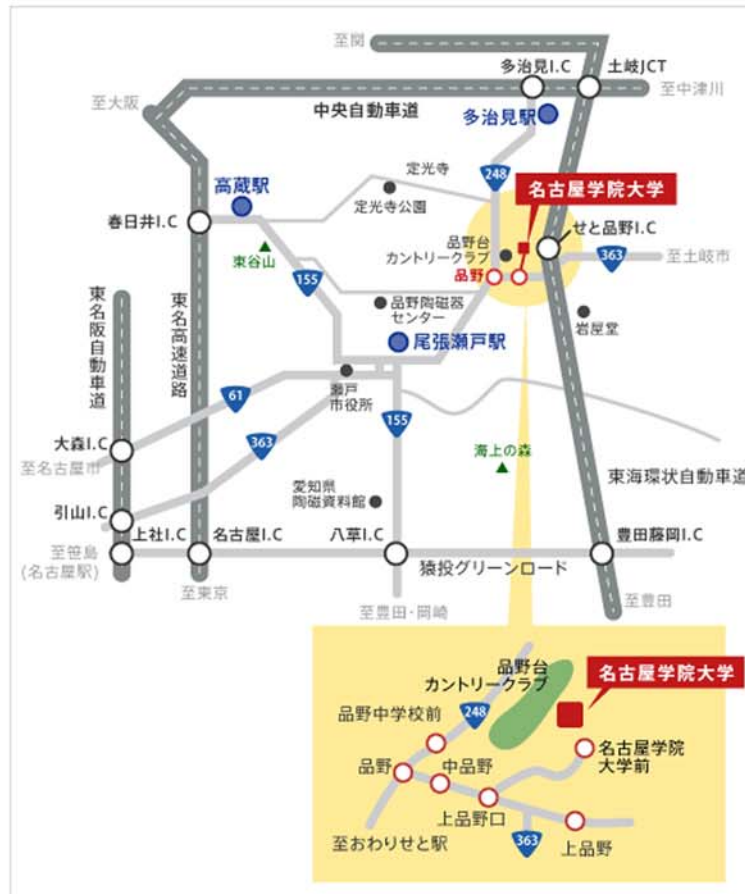 至関
多治見I.C
土岐JCT
至大阪
中央自動車道
至中津川
多治見駅
定光寺
248
名古屋学院大学
高蔵駅
定光寺公園
春日井I.C
せと品野I.C
品野台
カントリークラブ
東谷山
品野
363
至土岐市
155
東名阪自動車道
東名高速道路
品野陶磁器
センター
岩屋堂
尾張瀬戸駅
瀬戸
市役所
61
155
363
大森I.C
至名古屋市
海上の森
東海環状自動車道
愛知県
陶磁資料館
引山I.C
上社I.C
名古屋I.C
八草I.C
豊田藤岡I.C
至笹島
(名古屋駅)
猿投グリーンロード
至東京
至豊田・岡崎
至豊田
品野台
カントリークラブ
名古屋学院大学
品野中学校前
248
名古屋学院
大学前
品野
中品野
上品野口
至おわりせと駅
363
上品野